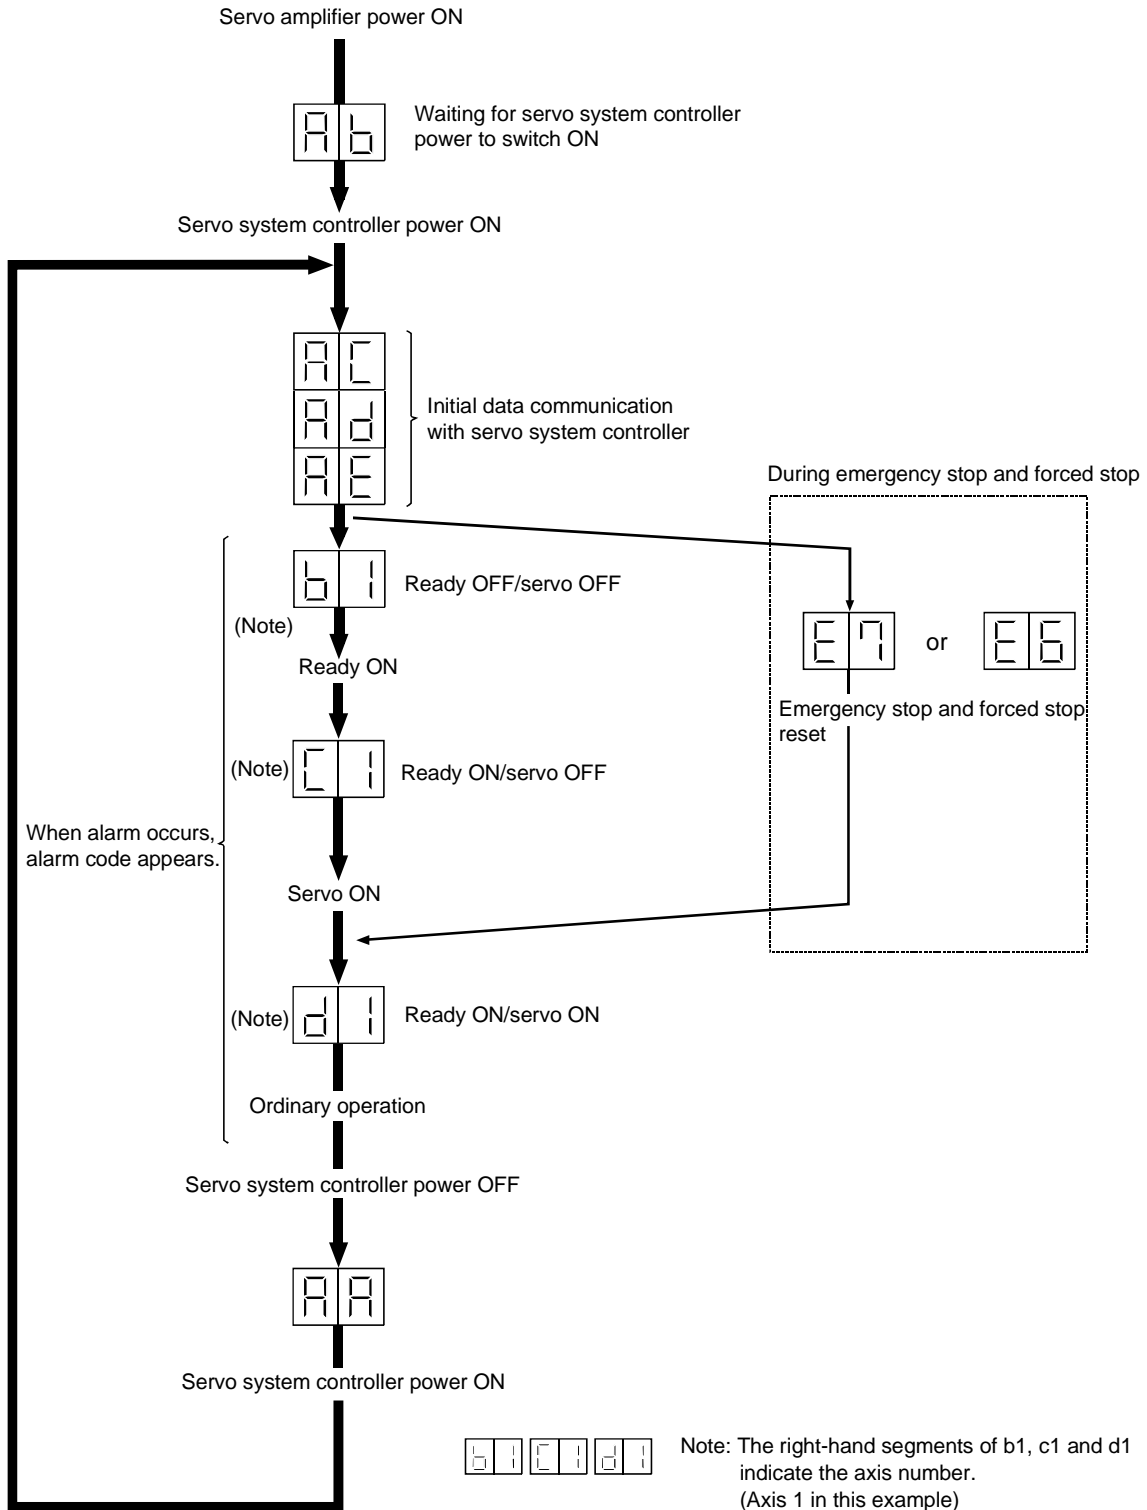 Servo amplifier power ON
Ab
Waiting for servo system controller
power to switch ON
Servo system controller power ON
AC
Ad
AE
Initial data communication
with servo system controller
During emergency stop and forced stop
b1
Ready OFF/servo OFF
(Note)
Ready ON
E7 or E6
Emergency stop and forced stop
reset
(Note)
C1
Ready ON/servo OFF
When alarm occurs,
alarm code appears.
Servo ON
(Note)
d1
Ready ON/servo ON
Ordinary operation
Servo system controller power OFF
AA
Servo system controller power ON
b1 C1 d1
Note: The right-hand segments of b1, c1 and d1
indicate the axis number.
(Axis 1 in this example)